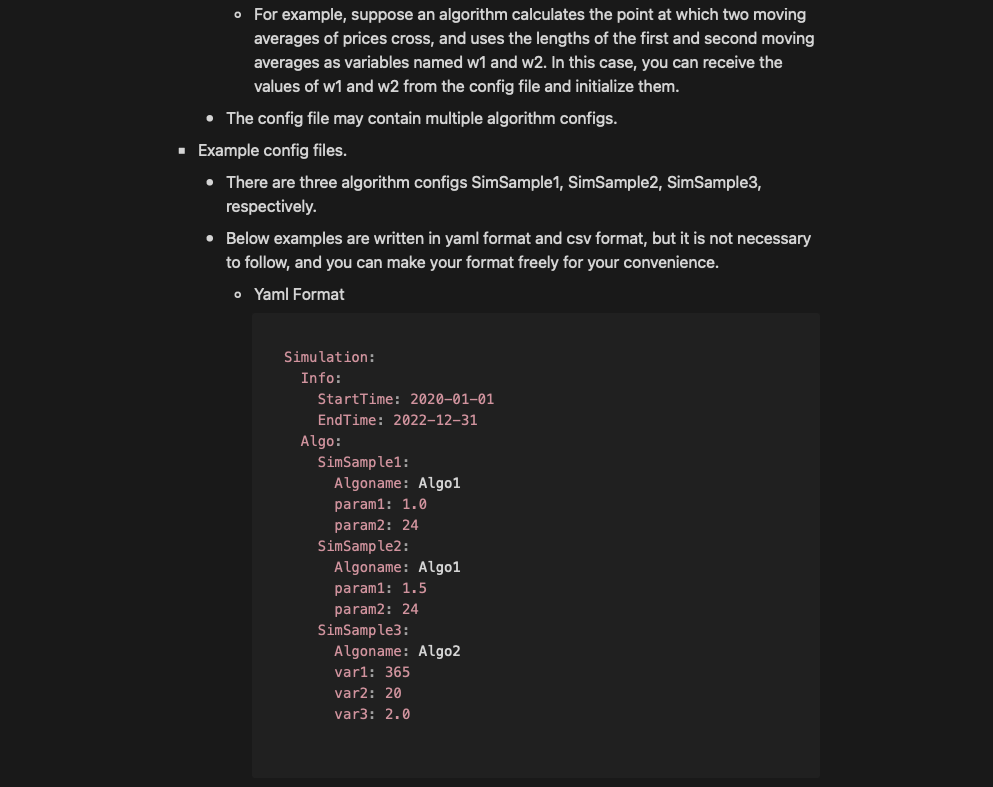 For example, suppose an algorithm calculates the point at which two moving
averages of prices cross, and uses the lengths of the first and second moving
averages as variables named w1 and w2. In this case, you can receive the
values of w1 and w2 from the config file and initialize them.
The config file may contain multiple algorithm configs.
Example config files.
There are three algorithm configs SimSample1, SimSample2, SimSample3,
respectively.
Below examples are written in yaml format and csv format, but it is not necessary
to follow, and you can make your format freely for your convenience.
Yaml Format
Simulation:
  Info:
    StartTime: 2020-01-01
    EndTime: 2022-12-31
  Algo:
    SimSample1:
      Algoname: Algo1
      param1: 1.0
      param2: 24
    SimSample2:
      Algoname: Algo1
      param1: 1.5
      param2: 24
    SimSample3:
      Algoname: Algo2
      var1: 365
      var2: 20
      var3: 2.0